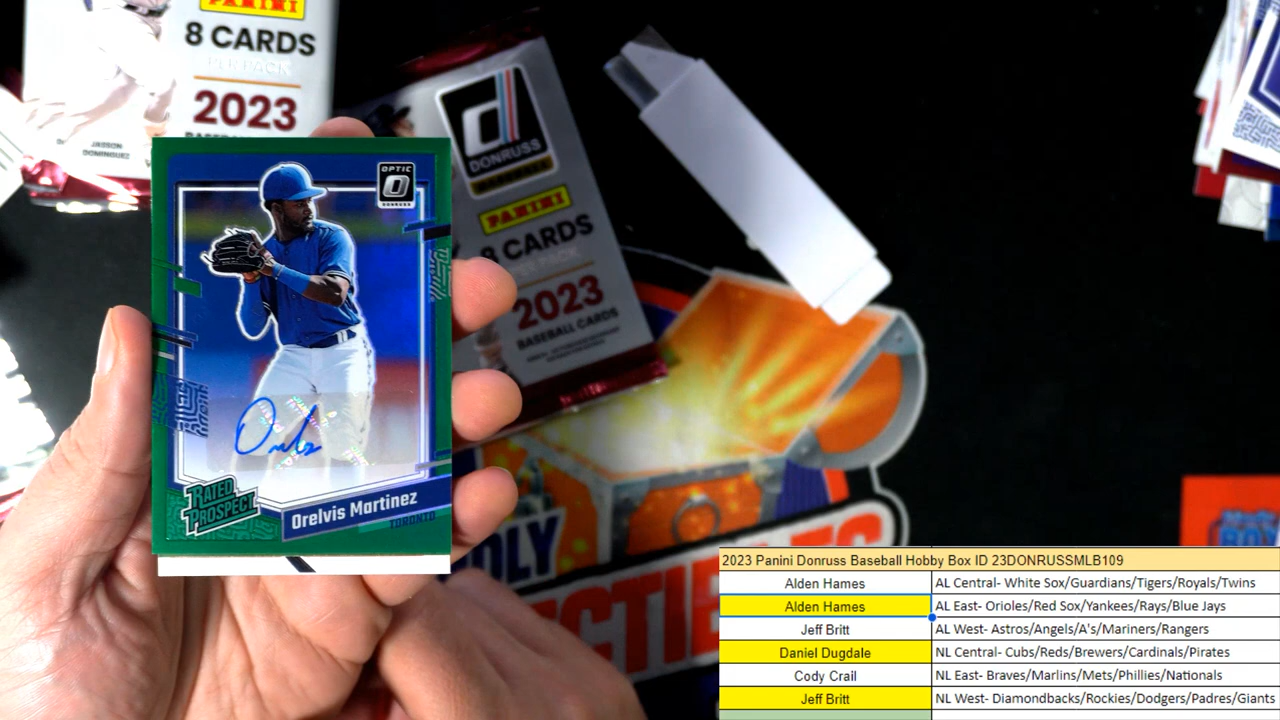 PANINI
8 CARDS
PER PACK
2023
JASSON
DOMINGUEZ
DONRUSS
PANINI
8 CARDS
2023
BASEBALL CARDS
OPTIC
DONRUSS
RATED
PROSPECT
Orelvis Martinez
TORONTO
2023 Panini Donruss Baseball Hobby Box ID 23DONRUSSMLB109
Alden Hames AL Central- White Sox/Guardians/Tigers/Royals/Twins
Alden Hames AL East- Orioles/Red Sox/Yankees/Rays/Blue Jays
Jeff Britt AL West- Astros/Angels/A's/Mariners/Rangers
Daniel Dugdale NL Central- Cubs/Reds/Brewers/Cardinals/Pirates
Cody Crail NL East- Braves/Marlins/Mets/Phillies/Nationals
Jeff Britt NL West- Diamondbacks/Rockies/Dodgers/Padres/Giants